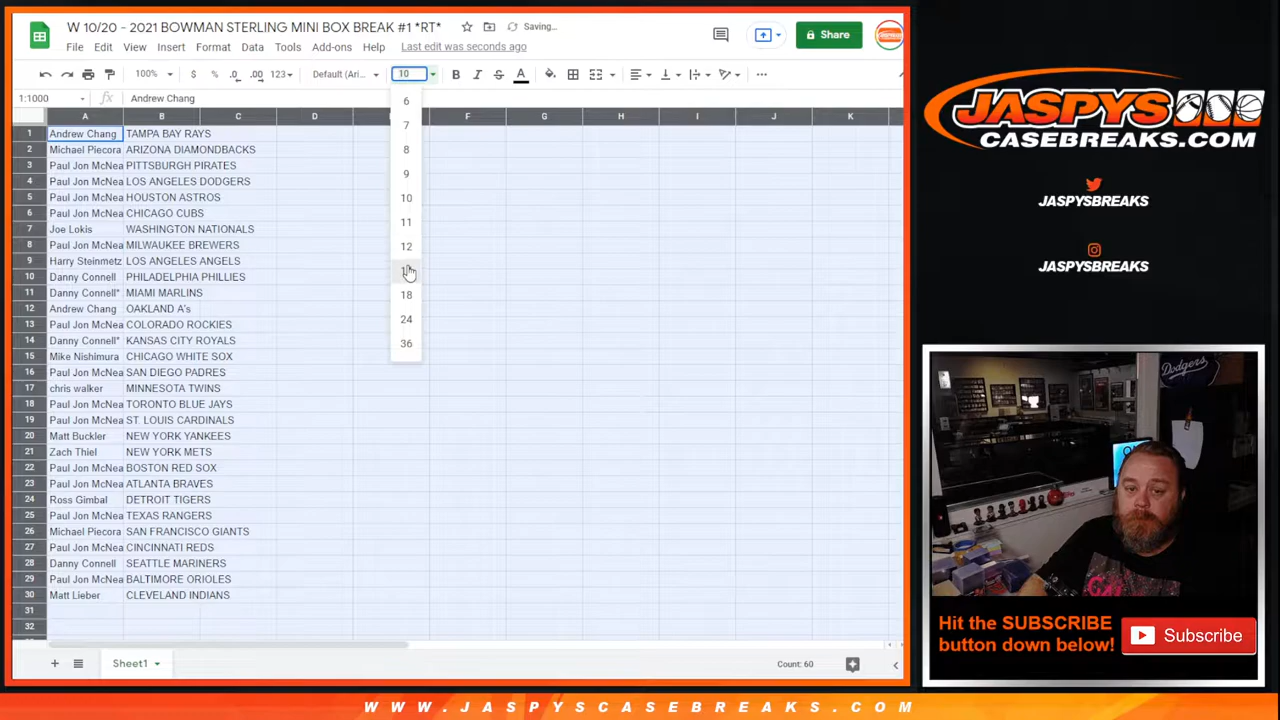 W 10/20 - 2021 BOWMAN STERLING MINI BOX BREAK #1 *RT*
Saving...
File Edit View Insert Format Data Tools Add-ons Help Last edit was seconds ago
Share
100% $ % .0 .00 123 Default (Ari... 10 B I S A
1:1000 fx Andrew Chang
A B C D F G H I J K
1 Andrew Chang TAMPA BAY RAYS
2 Michael Piecora ARIZONA DIAMONDBACKS
3 Paul Jon McNea PITTSBURGH PIRATES
4 Paul Jon McNea LOS ANGELES DODGERS
5 Paul Jon McNea HOUSTON ASTROS
6 Paul Jon McNea CHICAGO CUBS
7 Joe Lokis WASHINGTON NATIONALS
8 Paul Jon McNea MILWAUKEE BREWERS
9 Harry Steinmetz LOS ANGELES ANGELS
10 Danny Connell PHILADELPHIA PHILLIES
11 Danny Connell* MIAMI MARLINS
12 Andrew Chang OAKLAND A's
13 Paul Jon McNea COLORADO ROCKIES
14 Danny Connell* KANSAS CITY ROYALS
15 Mike Nishimura CHICAGO WHITE SOX
16 Paul Jon McNea SAN DIEGO PADRES
17 chris walker MINNESOTA TWINS
18 Paul Jon McNea TORONTO BLUE JAYS
19 Paul Jon McNea ST. LOUIS CARDINALS
20 Matt Buckler NEW YORK YANKEES
21 Zach Thiel NEW YORK METS
22 Paul Jon McNea BOSTON RED SOX
23 Paul Jon McNea ATLANTA BRAVES
24 Ross Gimbal DETROIT TIGERS
25 Paul Jon McNea TEXAS RANGERS
26 Michael Piecora SAN FRANCISCO GIANTS
27 Paul Jon McNea CINCINNATI REDS
28 Danny Connell SEATTLE MARINERS
29 Paul Jon McNea BALTIMORE ORIOLES
30 Matt Lieber CLEVELAND INDIANS
31
32
6
7
8
9
10
11
12
18
24
36
Sheet1
Count: 60
JASPYS
CASEBREAKS.COM
JASPYSBREAKS
JASPYSBREAKS
Dodgers
Hit the SUBSCRIBE
button down below!
Subscribe
WWW.JASPYSCASEBREAKS.COM